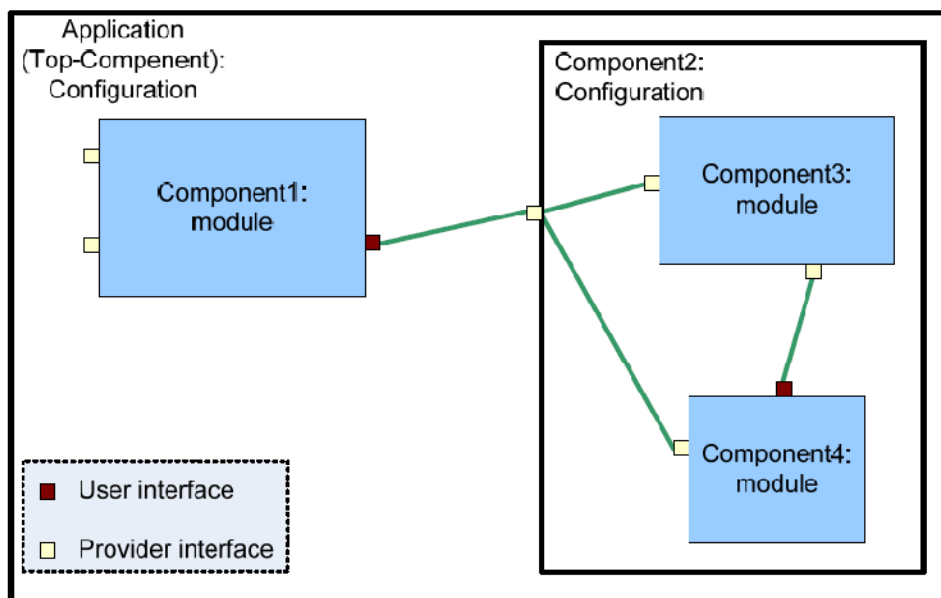 Application
(Top-Compenent):
Configuration
Component2:
Configuration
Component1:
module
Component3:
module
Component4:
module
User interface
Provider interface